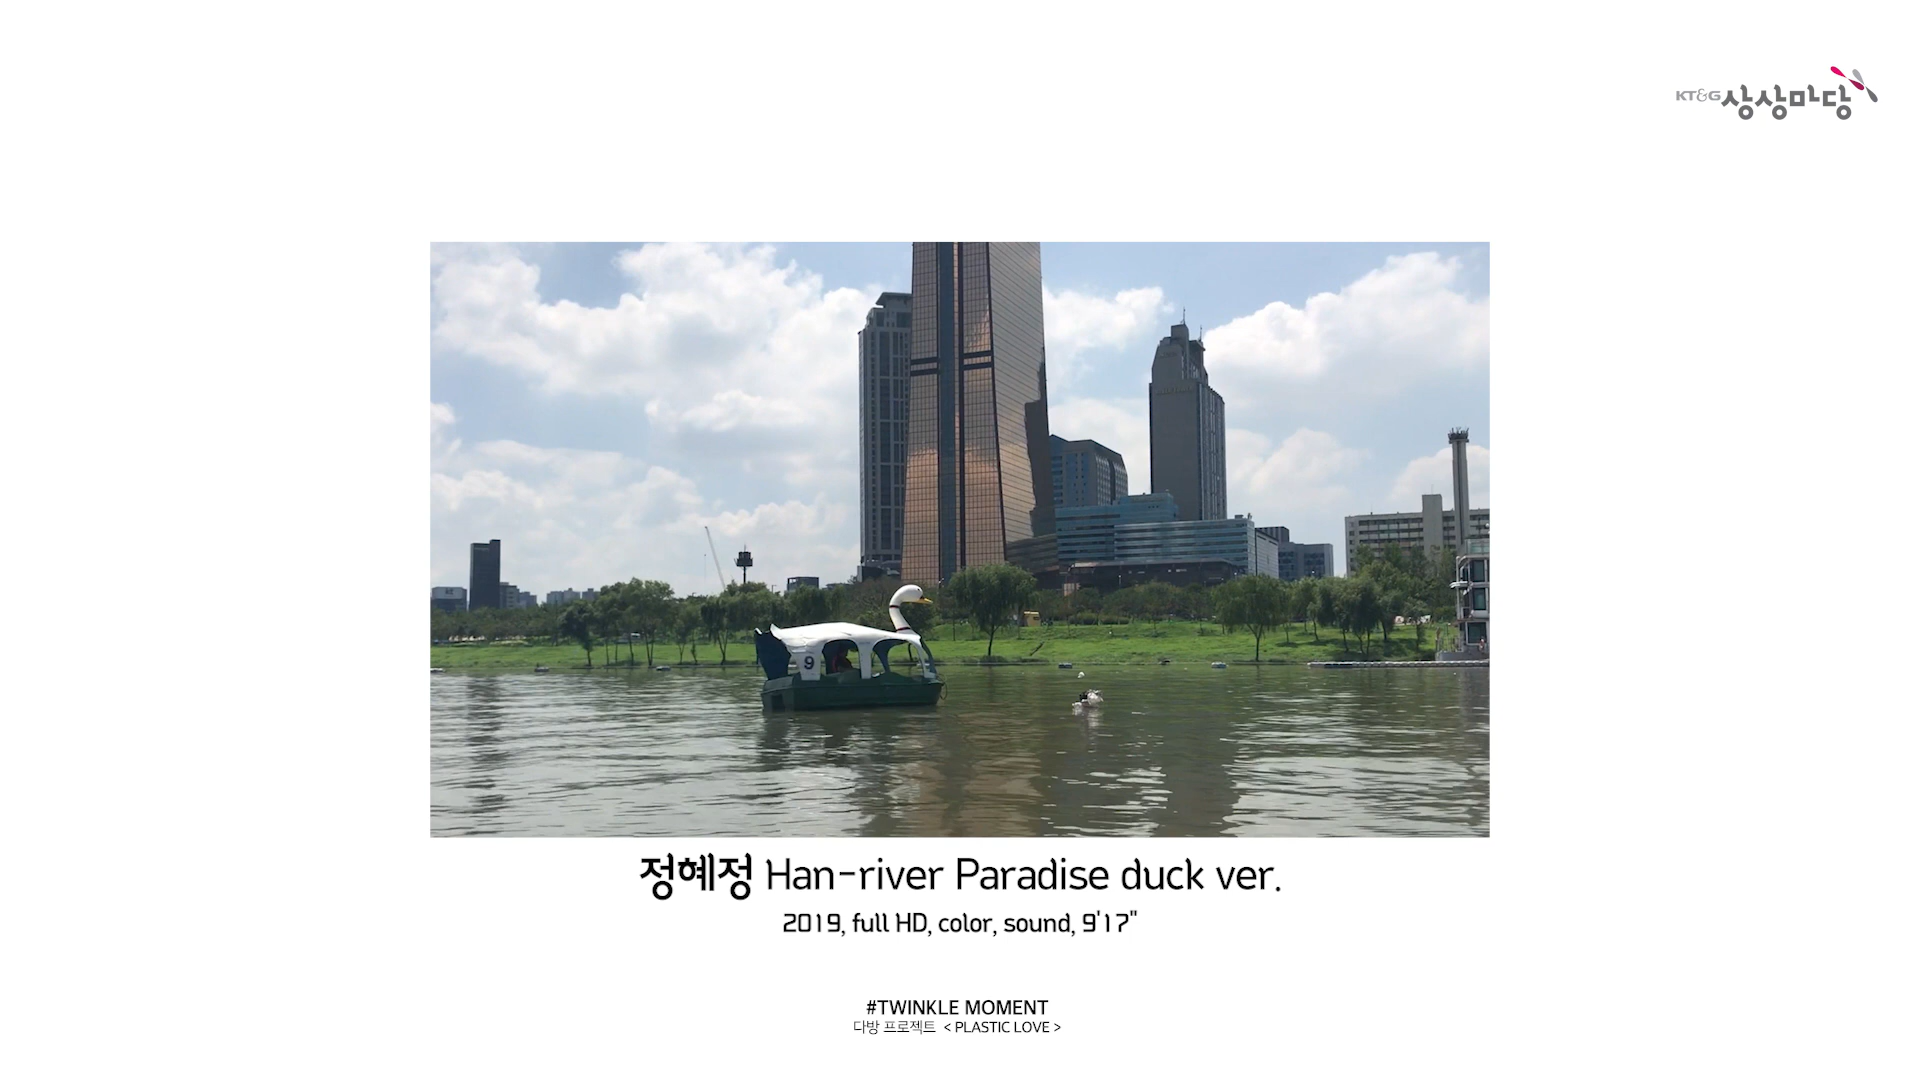 KT&G 상상마당
9
정혜정 Han-river Paradise duck ver.
2019, full HD, color, sound, 9'17"
#TWINKLE MOMENT
다방 프로젝트 < PLASTIC LOVE >